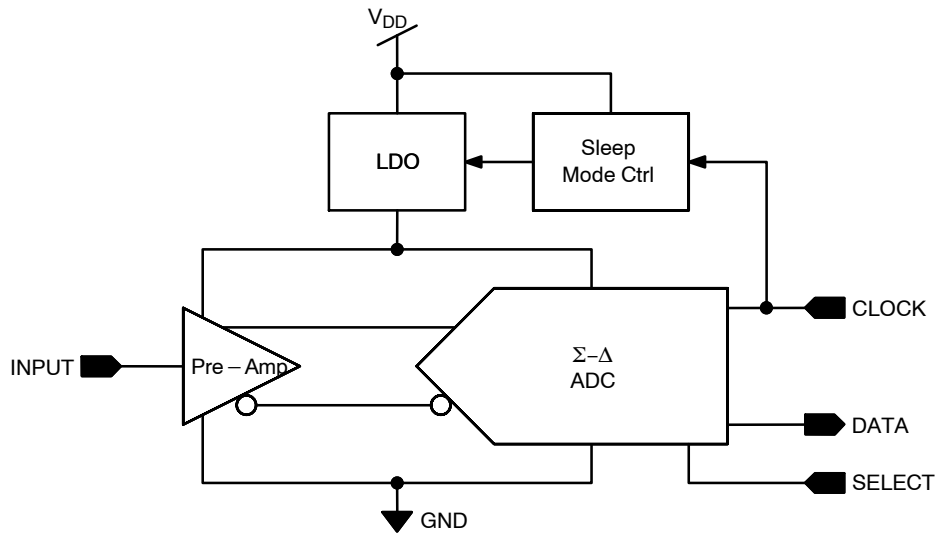 VDD
LDO
Sleep
Mode Ctrl
CLOCK
INPUT
Pre – Amp
Σ–Δ
ADC
DATA
SELECT
GND